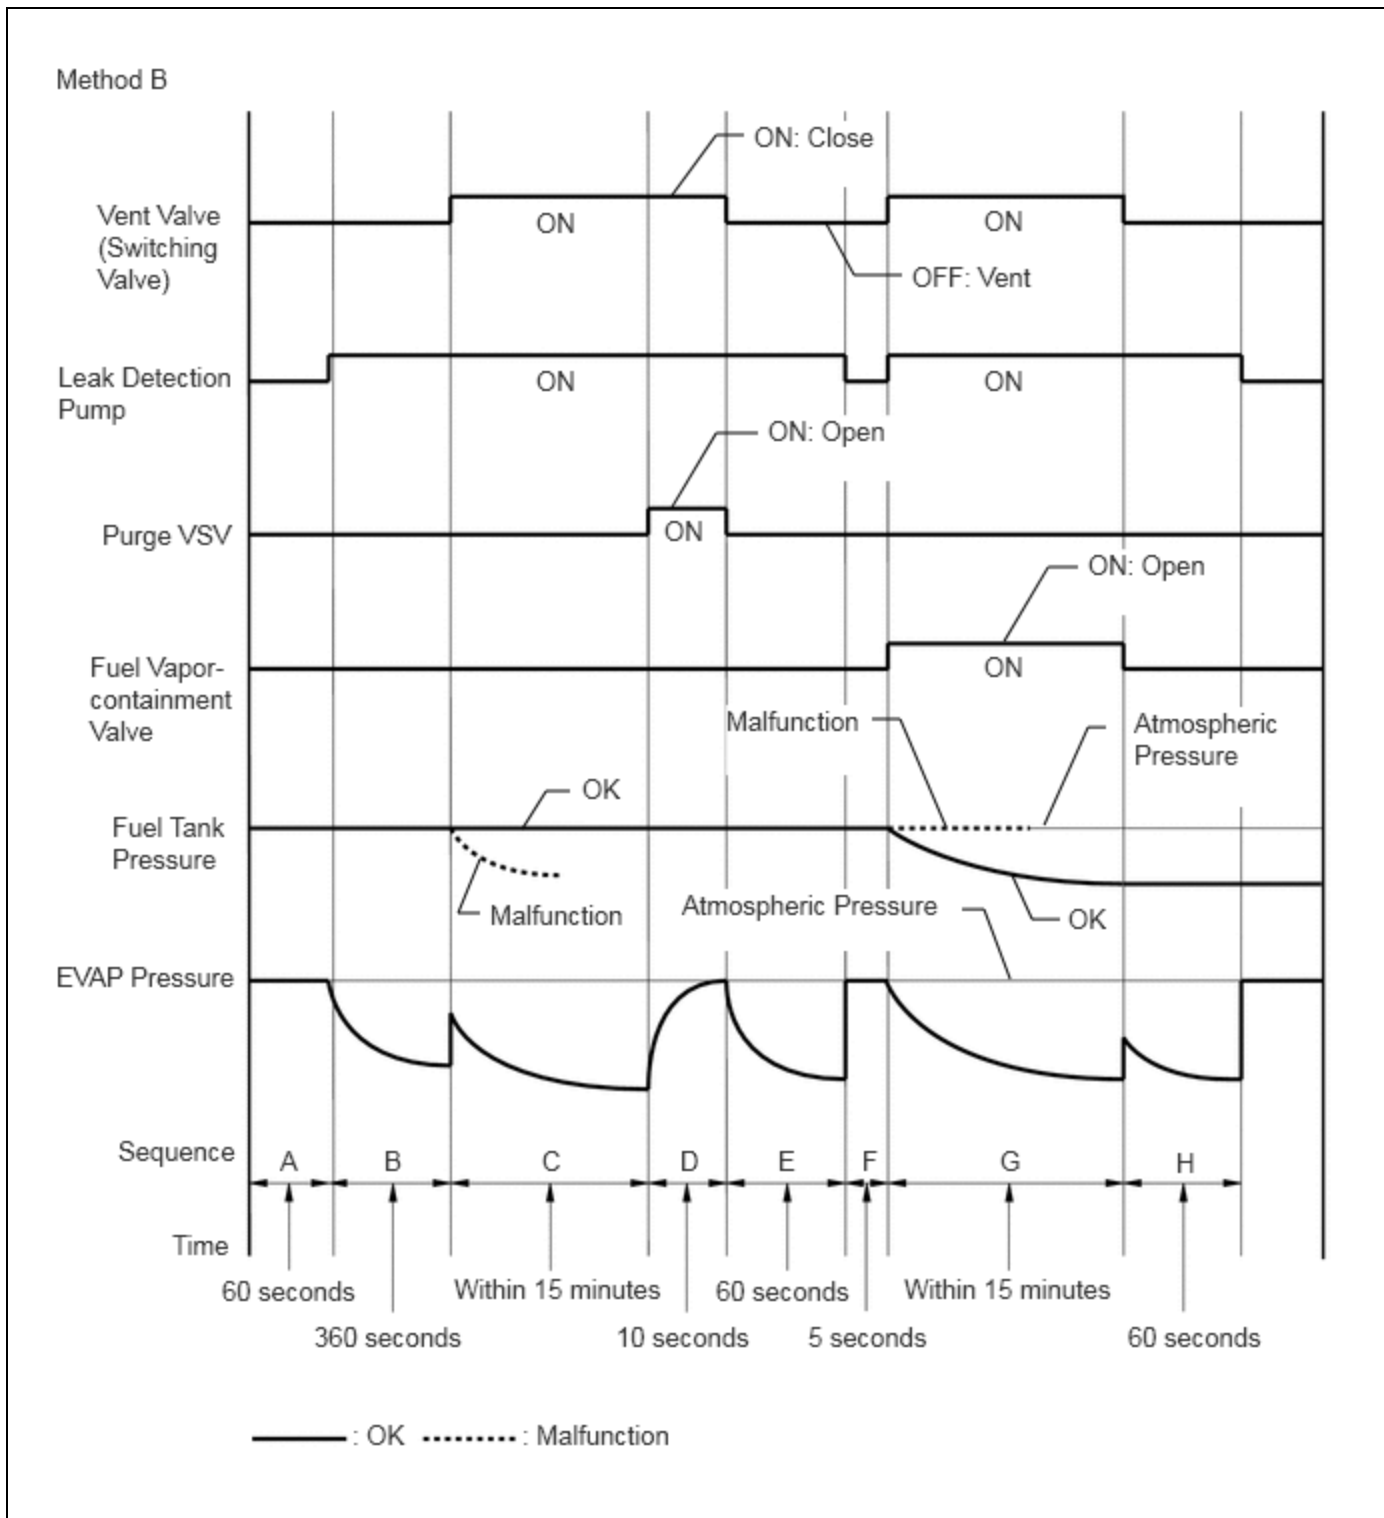 Method B
ON: Close
Vent Valve
(Switching
Valve)
ON
ON
OFF: Vent
Leak Detection
Pump
ON
ON
ON: Open
Purge VSV
ON
ON: Open
Fuel Vapor-
containment
Valve
ON
Malfunction
Atmospheric
Pressure
OK
Fuel Tank
Pressure
Malfunction
Atmospheric Pressure
OK
EVAP Pressure
Sequence
A
B
C
D
E
F
G
H
Time
60 seconds
Within 15 minutes
60 seconds
Within 15 minutes
360 seconds
10 seconds
5 seconds
60 seconds
: OK
: Malfunction